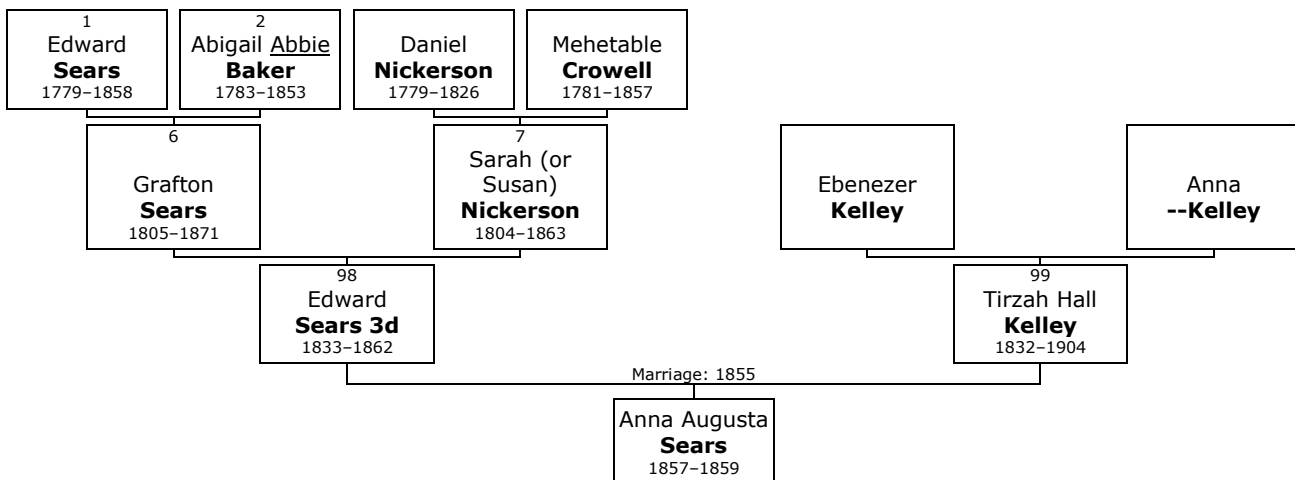 1
Edward
Sears
1779–1858
2
Abigail Abbie
Baker
1783–1853
Daniel
Nickerson
1779–1826
Mehetable
Crowell
1781–1857
6
Grafton
Sears
1805–1871
7
Sarah (or
Susan)
Nickerson
1804–1863
Ebenezer
Kelley
Anna
--Kelley
98
Edward
Sears 3d
1833–1862
99
Tirzah Hall
Kelley
1832–1904
Marriage: 1855
Anna Augusta
Sears
1857–1859